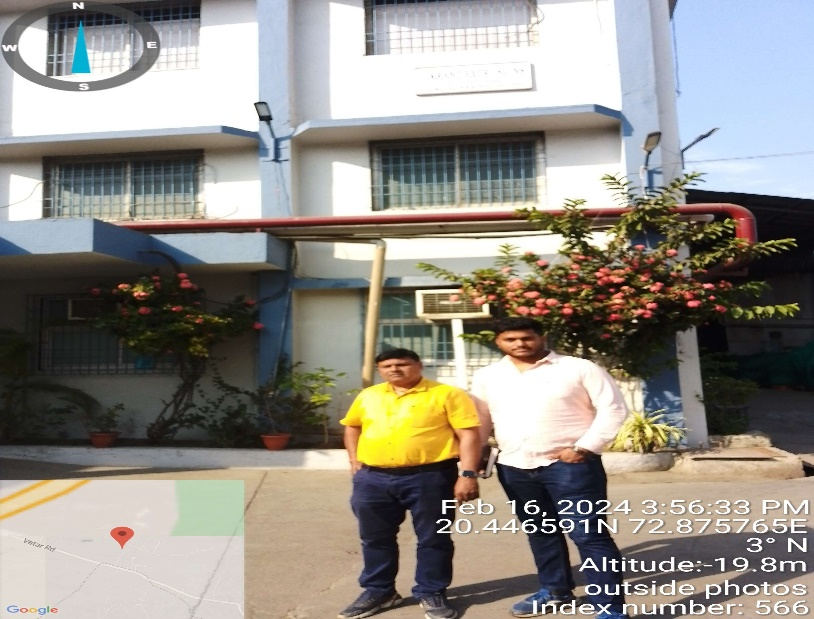 N
W E
S
Vetar Rd
Google
Feb 16, 2024 3:56:33 PM
20.446591N 72.875765E
3° N
Altitude:-19.8m
outside photos
Index number: 566